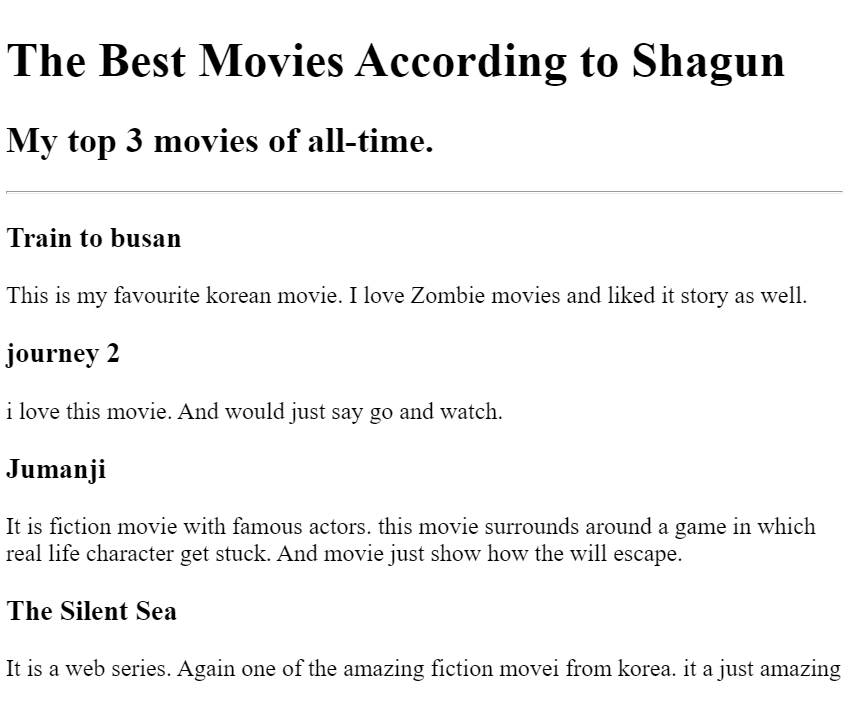 The Best Movies According to Shagun
My top 3 movies of all-time.
Train to busan
This is my favourite korean movie. I love Zombie movies and liked it story as well.
journey 2
i love this movie. And would just say go and watch.
Jumanji
It is fiction movie with famous actors. this movie surrounds around a game in which
real life character get stuck. And movie just show how the will escape.
The Silent Sea
It is a web series. Again one of the amazing fiction movei from korea. it a just amazing